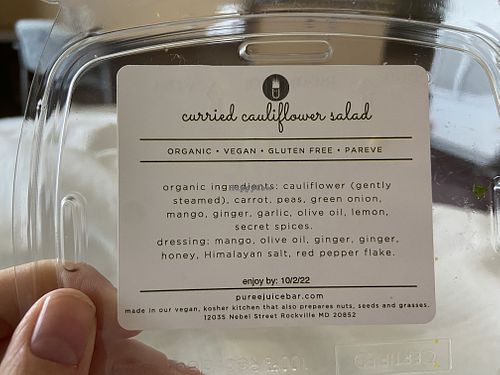 curried cauliflower salad
ORGANIC • VEGAN • GLUTEN FREE • PAREVE
organic ingredients: cauliflower (gently
steamed), carrot, peas, green onion,
mango, ginger, garlic, olive oil, lemon,
secret spices.
dressing: mango, olive oil, ginger, ginger,
honey, Himalayan salt, red pepper flake.
enjoy by: 10/2/22
pureejuicebar.com
made in our vegan, kosher kitchen that also prepares nuts, seeds and grasses.
12035 Nebel Street Rockville MD 20852
CERTIFIED